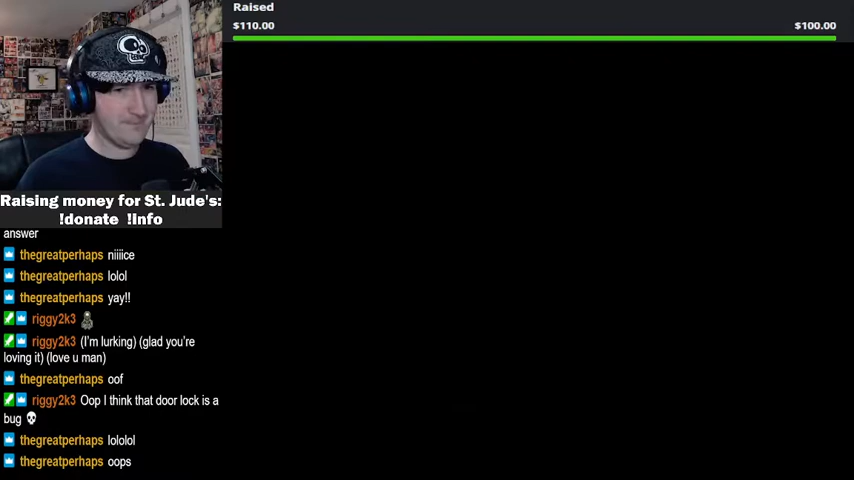 Raised
$110.00 $100.00
Raising money for St. Jude's:
!donate !Info
answer
thegreatperhaps niiiice
thegreatperhaps lolol
thegreatperhaps yay!!
riggy2k3
riggy2k3 (I'm lurking) (glad you're
loving it) (love u man)
thegreatperhaps oof
riggy2k3 Oop I think that door lock is a
bug
thegreatperhaps lololol
thegreatperhaps oops